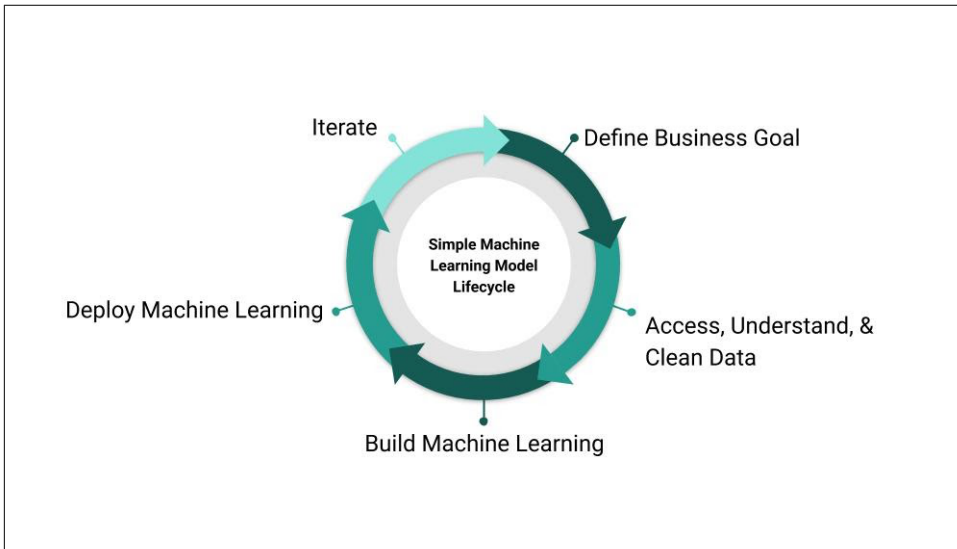 Iterate
Define Business Goal
Simple Machine
Learning Model
Lifecycle
Deploy Machine Learning
Access, Understand, &
Clean Data
Build Machine Learning